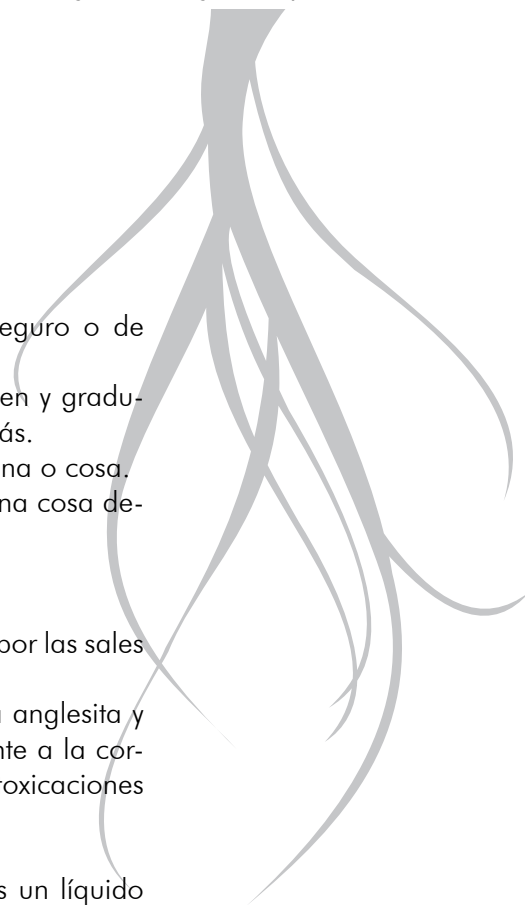 eguro o de
en y gradu-
ás.
na o cosa.
na cosa de-
por las sales
anglesita y
nte a la cor-
toxicaciones
s un líquido